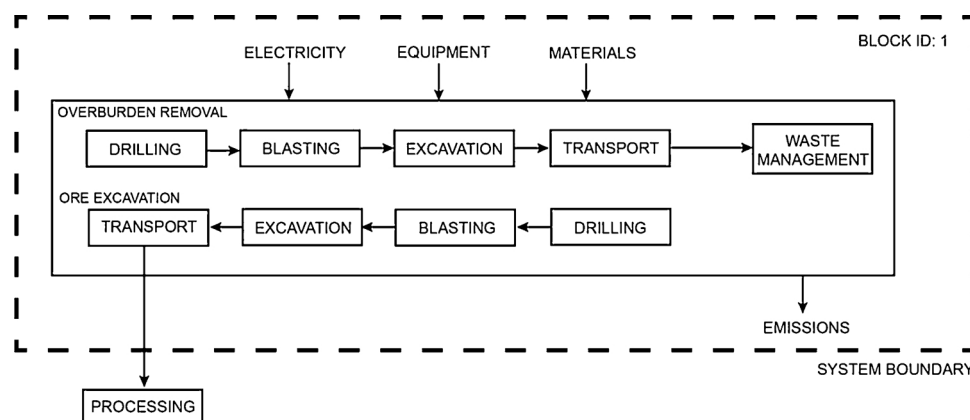 BLOCK ID: 1
ELECTRICITY EQUIPMENT MATERIALS
OVERBURDEN REMOVAL
DRILLING BLASTING EXCAVATION TRANSPORT WASTE
MANAGEMENT
ORE EXCAVATION
TRANSPORT EXCAVATION BLASTING DRILLING
EMISSIONS
SYSTEM BOUNDARY
PROCESSING